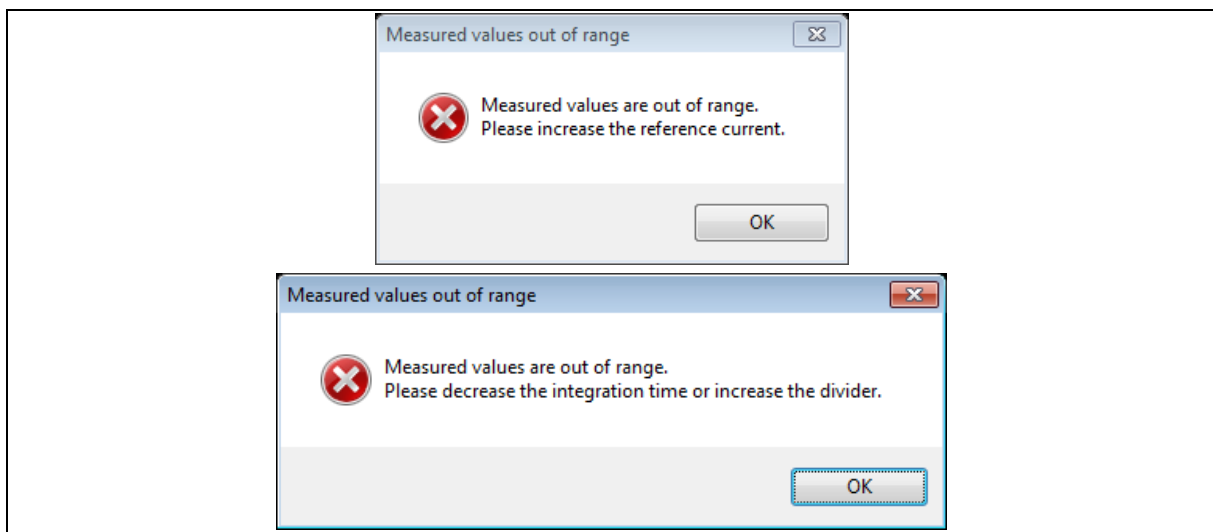 Measured values out of range
Measured values are out of range.
Please increase the reference current.
OK
Measured values out of range
Measured values are out of range.
Please decrease the integration time or increase the divider.
OK